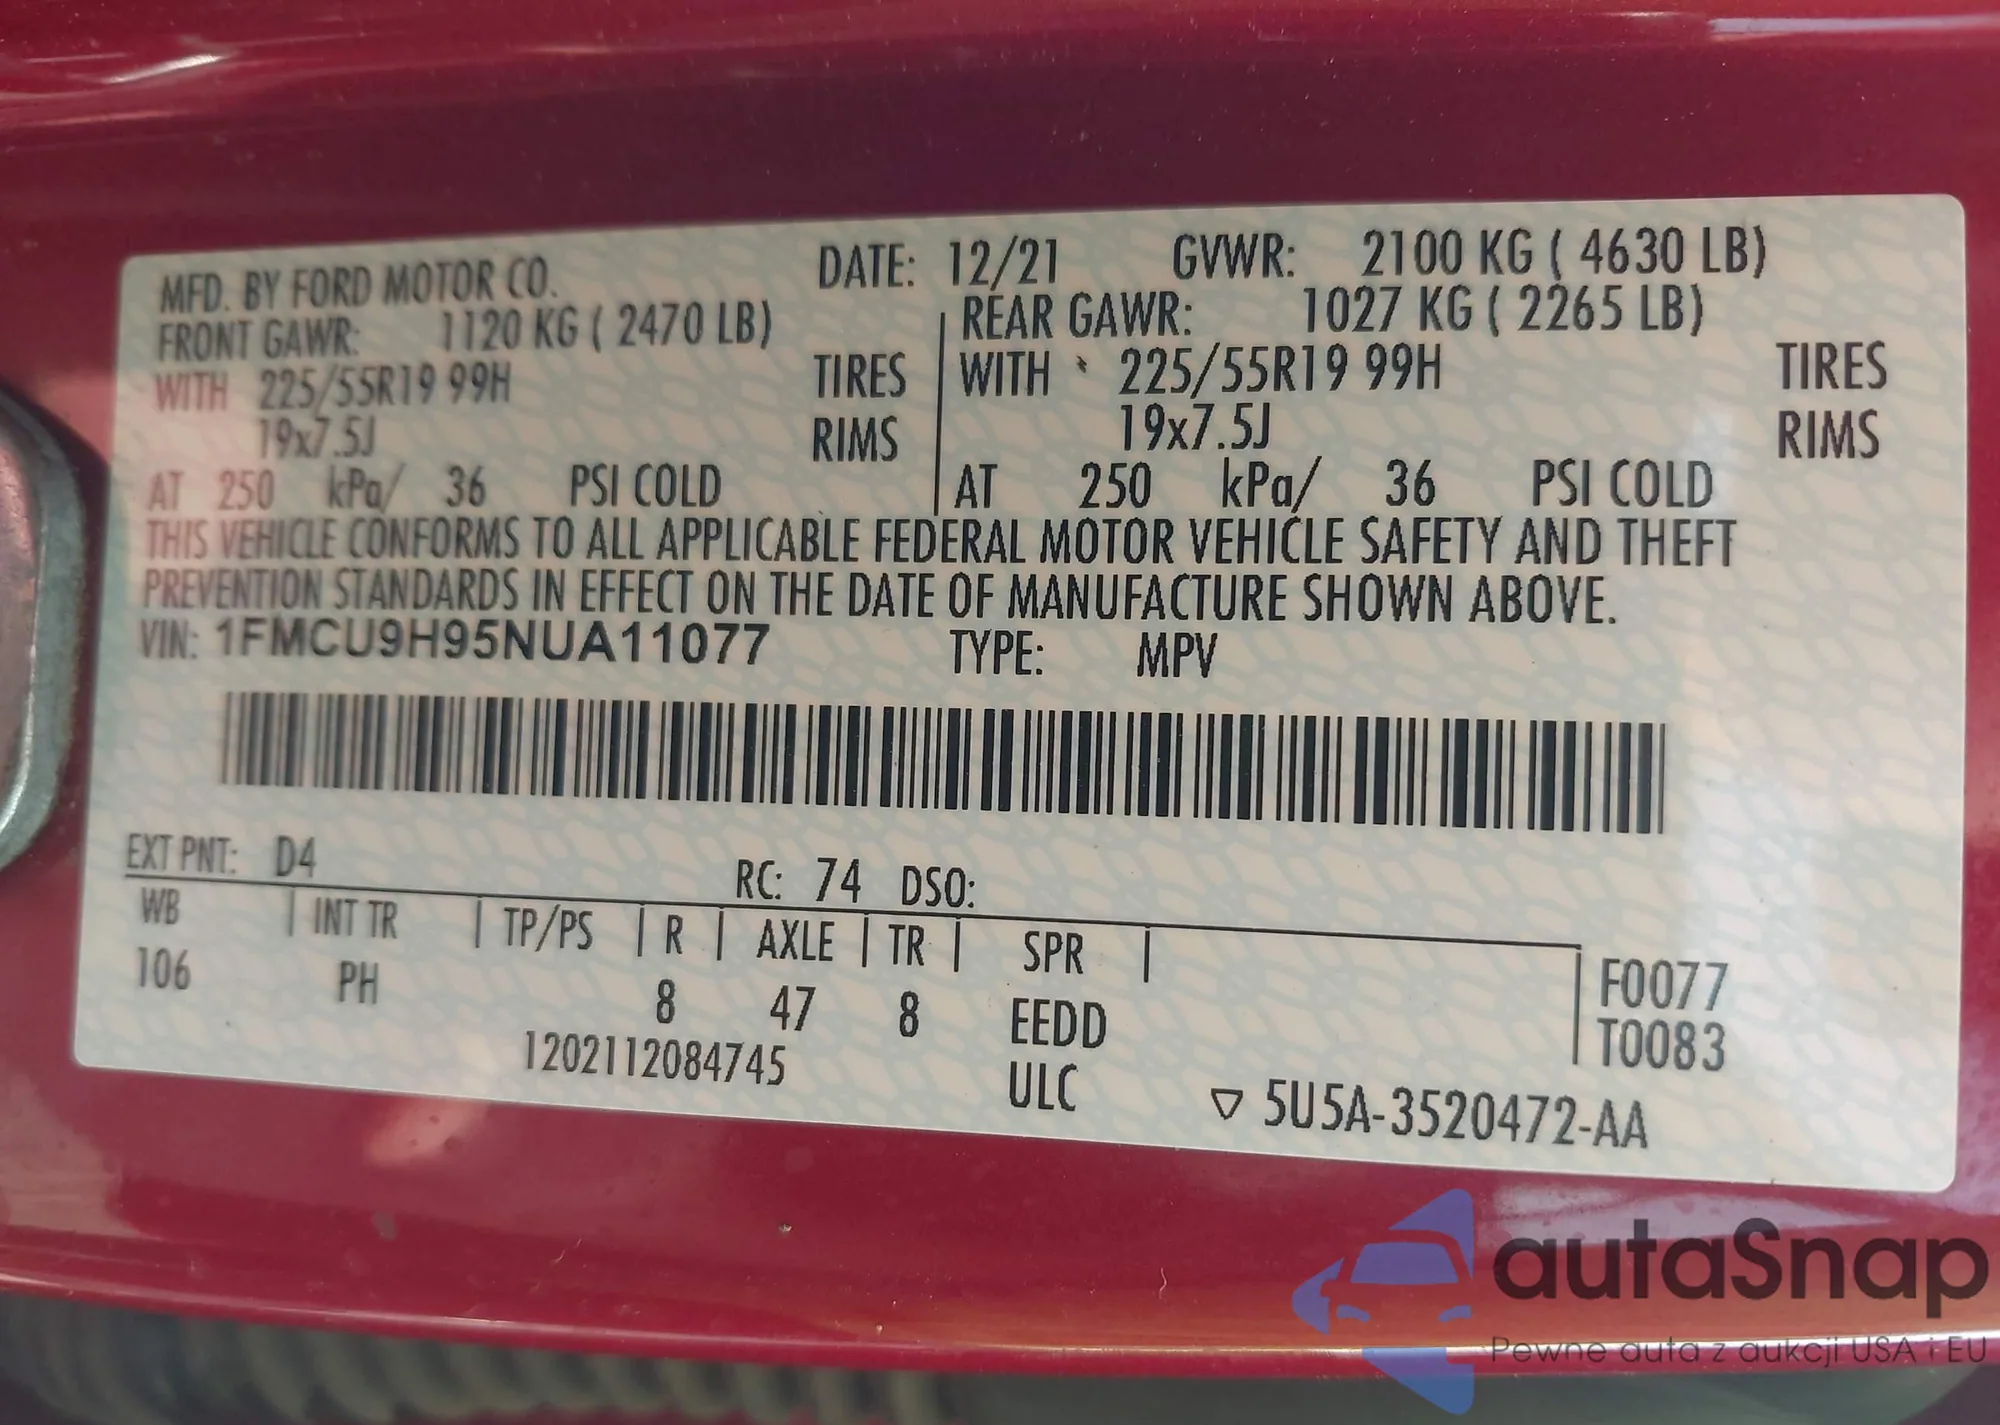 MFD. BY FORD MOTOR CO. DATE: 12/21 GVWR: 2100 KG ( 4630 LB)
FRONT GAWR: 1120 KG ( 2470 LB) REAR GAWR: 1027 KG ( 2265 LB)
WITH 225/55R19 99H TIRES WITH 225/55R19 99H TIRES
19x7.5J RIMS 19x7.5J RIMS
AT 250 kPa/ 36 PSI COLD AT 250 kPa/ 36 PSI COLD
THIS VEHICLE CONFORMS TO ALL APPLICABLE FEDERAL MOTOR VEHICLE SAFETY AND THEFT
PREVENTION STANDARDS IN EFFECT ON THE DATE OF MANUFACTURE SHOWN ABOVE.
VIN: 1FMCU9H95NUA11077 TYPE: MPV
EXT PNT: D4 RC: 74 DSO:
WB | INT TR | TP/PS | R | AXLE | TR | SPR |
106 PH 8 47 8 EEDD F0077
1202112084745 ULC T0083
▽ 5U5A-3520472-AA
autaSnap
Pewne auta z aukcji USA i EU